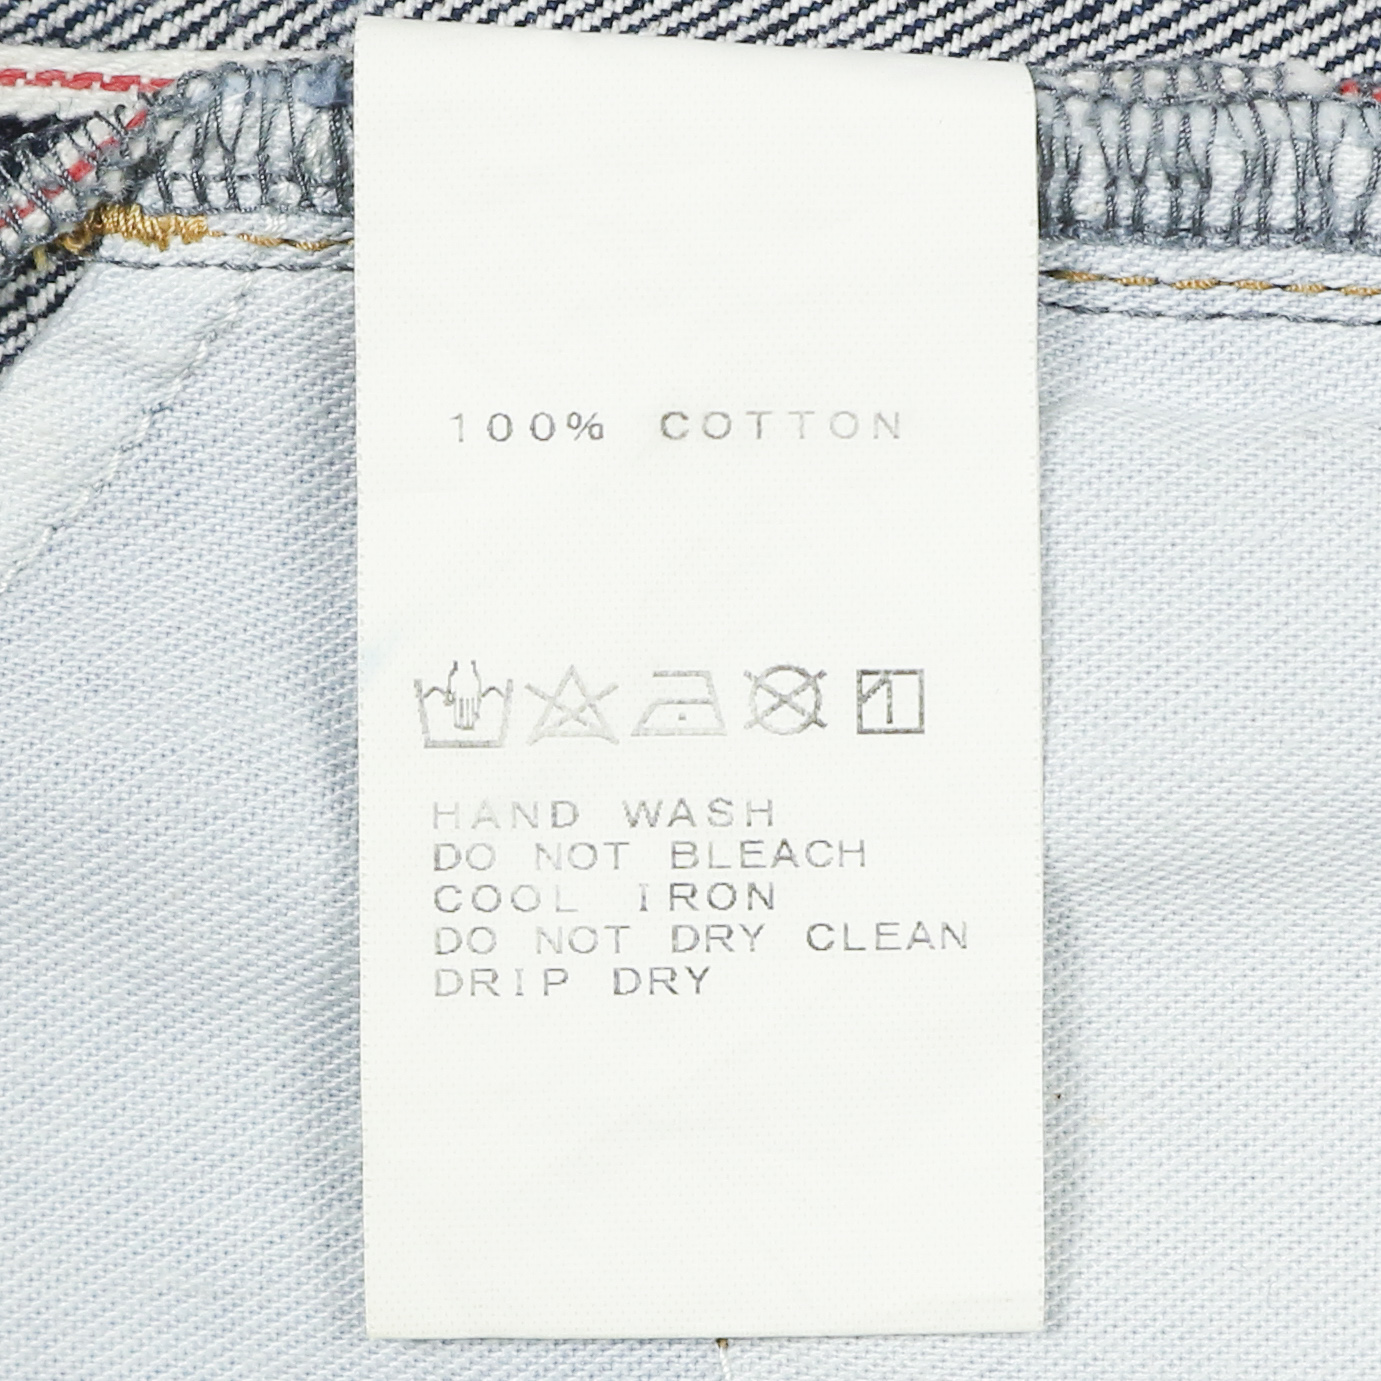 100% COTTON
HAND WASH
DO NOT BLEACH
COOL IRON
DO NOT DRY CLEAN
DRIP DRY